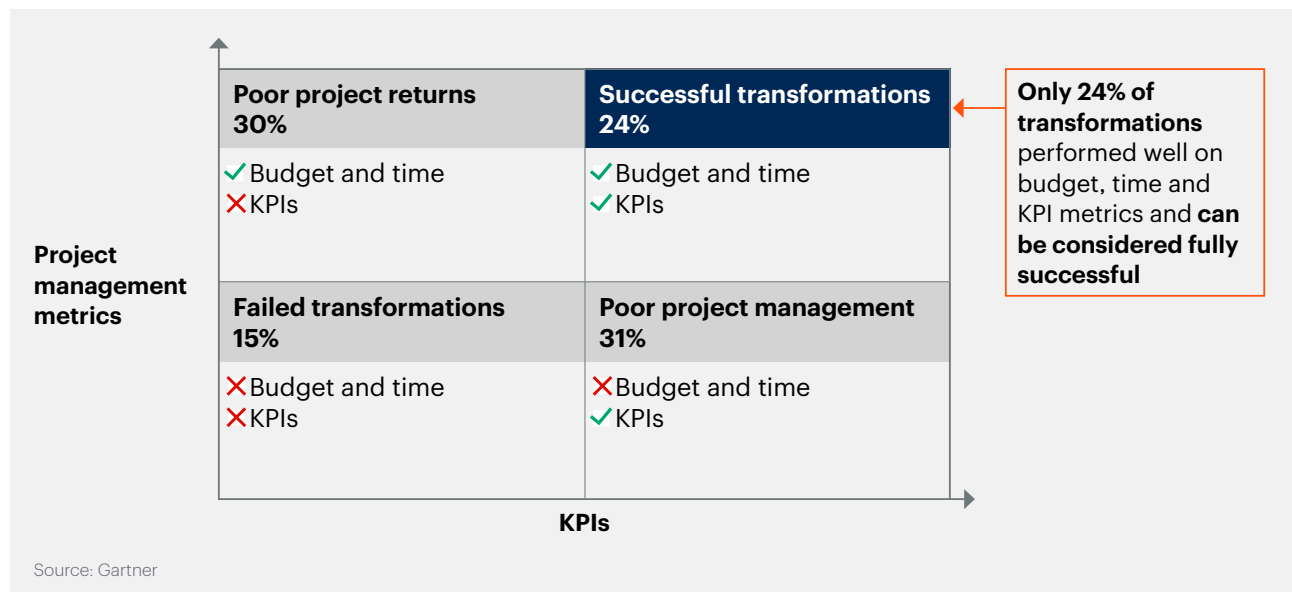 Poor project returns
30%
Budget and time
KPIs
Successful transformations
24%
Budget and time
KPIs
Only 24% of
transformations
performed well on
budget, time and
KPI metrics and can
be considered fully
successful
Project
management
metrics
Failed transformations
15%
Budget and time
KPIs
Poor project management
31%
Budget and time
KPIs
KPIs
Source: Gartner